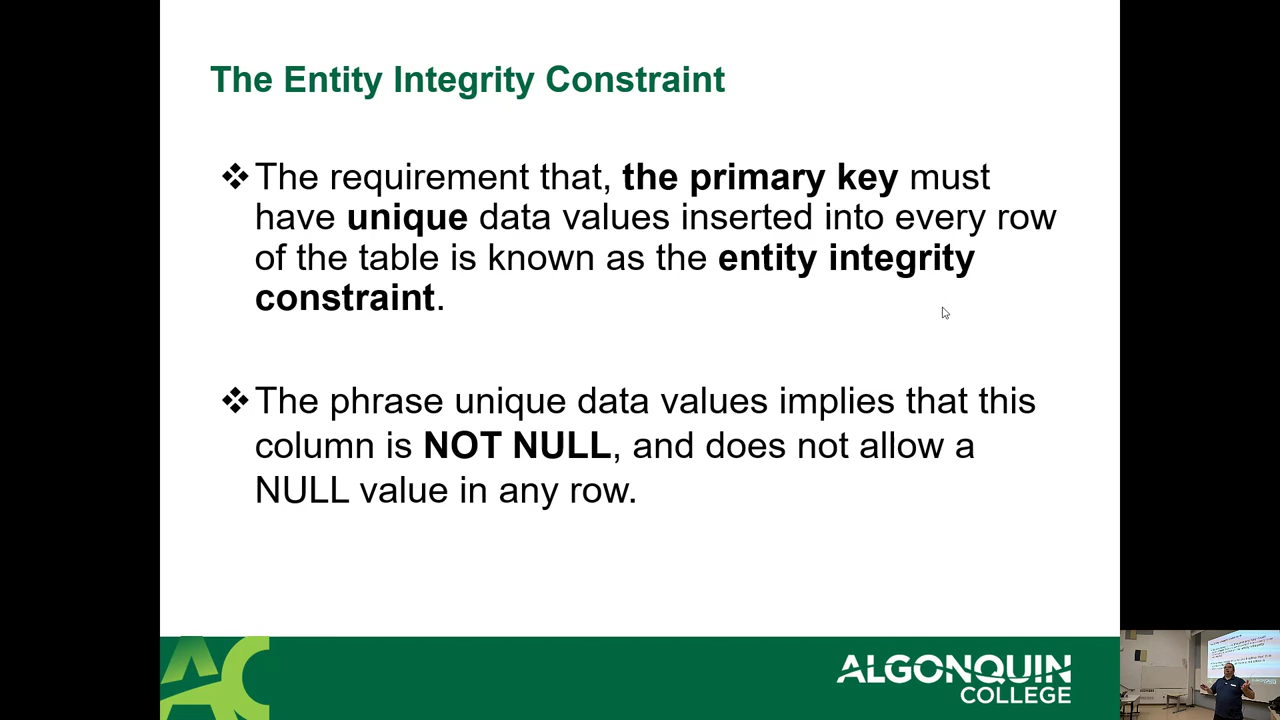 The Entity Integrity Constraint
❖ The requirement that, the primary key must
have unique data values inserted into every row
of the table is known as the entity integrity
constraint.
❖ The phrase unique data values implies that this
column is NOT NULL, and does not allow a
NULL value in any row.
AC
ALGONQUIN
COLLEGE